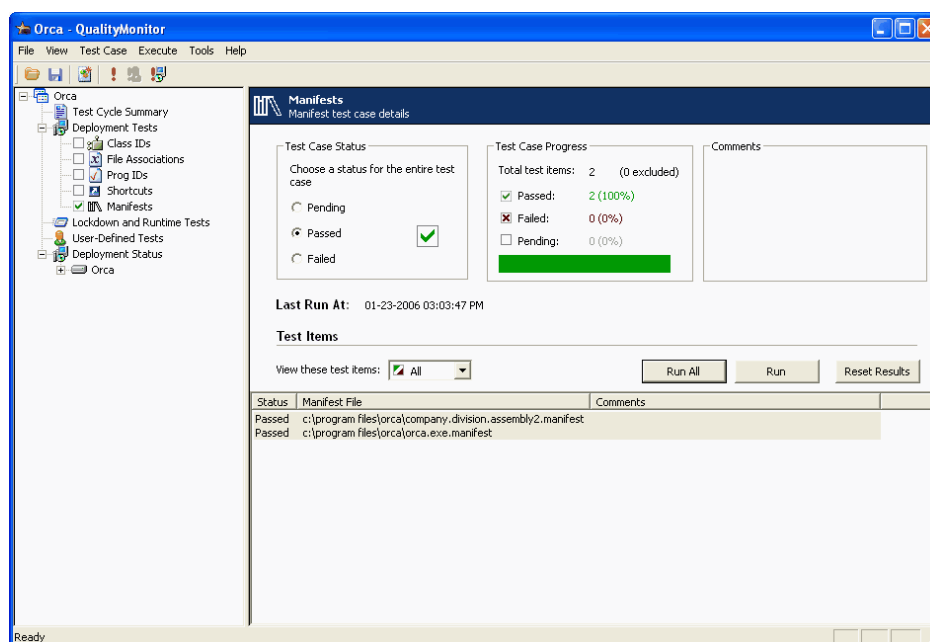 Orca - QualityMonitor
File View Test Case Execute Tools Help
Orca
Test Cycle Summary
Deployment Tests
Class IDs
File Associations
Prog IDs
Shortcuts
Manifests
Lockdown and Runtime Tests
User-Defined Tests
Deployment Status
Orca
Manifests
Manifest test case details
Test Case Status
Choose a status for the entire test
case
Pending
Passed
Failed
Test Case Progress
Total test items: 2 (0 excluded)
Passed: 2 (100%)
Failed: 0 (0%)
Pending: 0 (0%)
Comments
Last Run At: 01-23-2006 03:03:47 PM
Test Items
View these test items: All Run All Run Reset Results
Status Manifest File Comments
Passed c:\program files\orca\company.division.assembly2.manifest
Passed c:\program files\orca\orca.exe.manifest
Ready